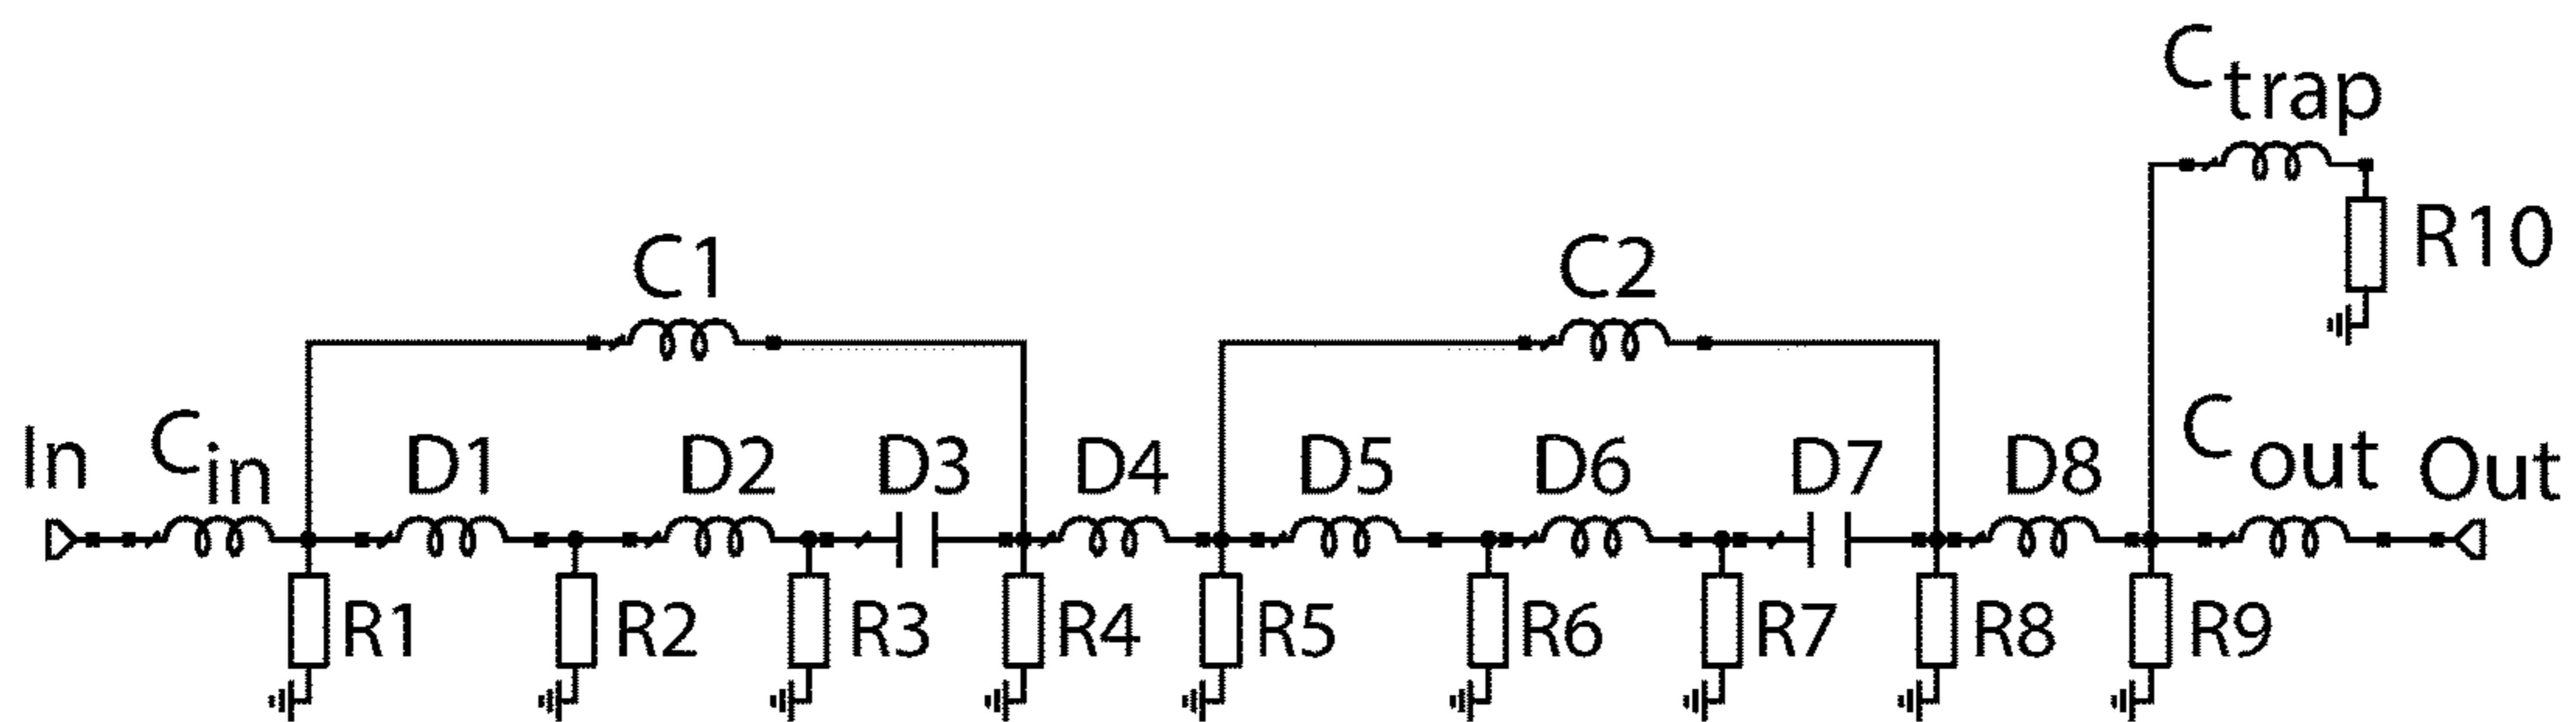 Ctrap
R10
C1
C2
In Cin D1 D2 D3 D4 D5 D6 D7 D8 Cout Out
R1 R2 R3 R4 R5 R6 R7 R8 R9